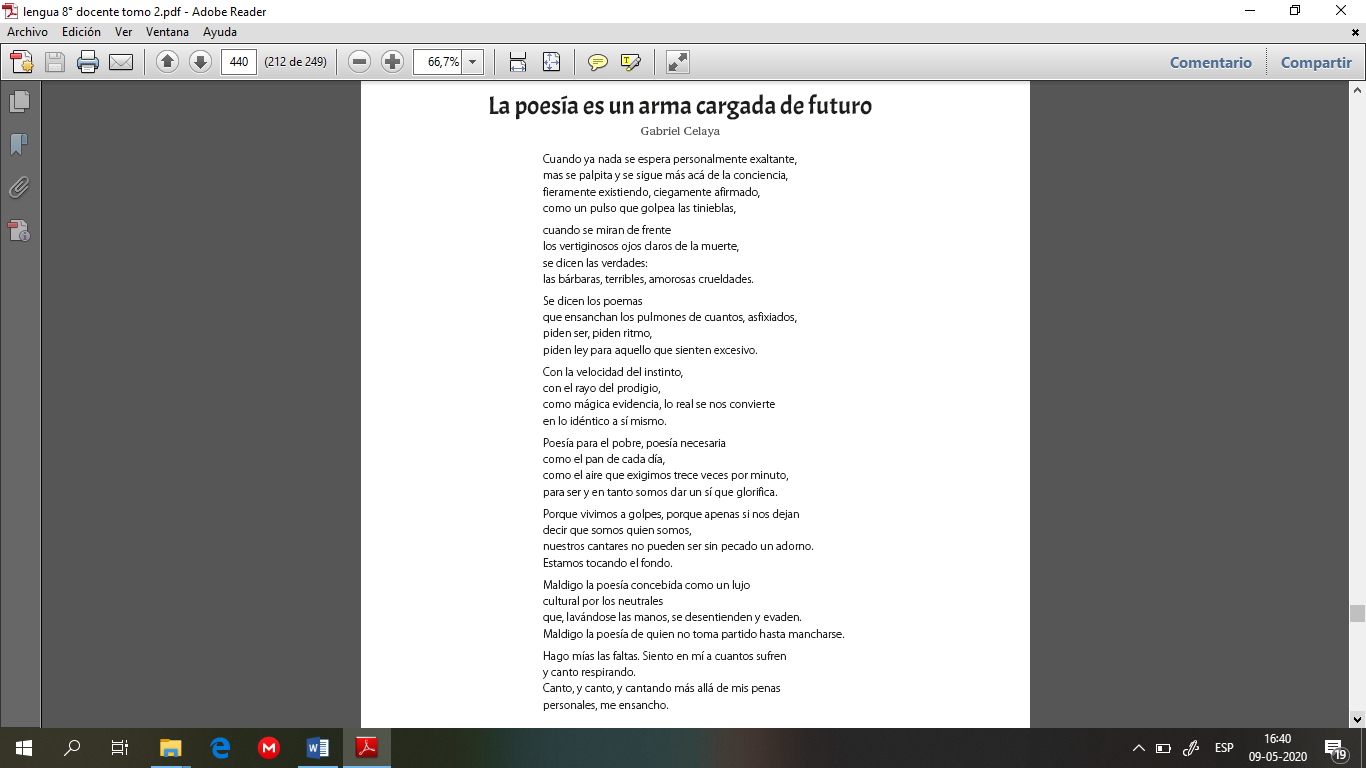 lengua 8° docente tomo 2.pdf - Adobe Reader
Archivo Edición Ver Ventana Ayuda
440 (212 de 249) 66,7% Comentario Compartir
La poesía es un arma cargada de futuro
Gabriel Celaya
Cuando ya nada se espera personalmente exaltante,
mas se palpita y se sigue más acá de la conciencia,
fieramente existiendo, ciegamente afirmado,
como un pulso que golpea las tinieblas,
cuando se miran de frente
los vertiginosos ojos claros de la muerte,
se dicen las verdades:
las bárbaras, terribles, amorosas crueldades.
Se dicen los poemas
que ensanchan los pulmones de cuantos, asfixiados,
piden ser, piden ritmo,
piden ley para aquello que sienten excesivo.
Con la velocidad del instinto,
con el rayo del prodigio,
como mágica evidencia, lo real se nos convierte
en lo idéntico a sí mismo.
Poesía para el pobre, poesía necesaria
como el pan de cada día,
como el aire que exigimos trece veces por minuto,
para ser y en tanto somos dar un sí que glorifica.
Porque vivimos a golpes, porque apenas si nos dejan
decir que somos quien somos,
nuestros cantares no pueden ser sin pecado un adorno.
Estamos tocando el fondo.
Maldigo la poesía concebida como un lujo
cultural por los neutrales
que, lavándose las manos, se desentienden y evaden.
Maldigo la poesía de quien no toma partido hasta mancharse.
Hago mías las faltas. Siento en mí a cuantos sufren
y canto respirando.
Canto, y canto, y cantando más allá de mis penas
personales, me ensancho.
ESP
16:40
09-05-2020
19